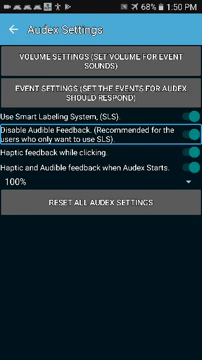 68% 1:50 PM
Audex Settings
VOLUME SETTINGS (SET VOLUME FOR EVENT
SOUNDS)
EVENT SETTINGS (SET THE EVENTS FOR AUDEX
SHOULD RESPOND)
Use Smart Labeling System, (SLS).
Disable Audible Feedback. (Recommended for the
users who only want to use SLS).
Haptic feedback while clicking.
Haptic and Audible feedback when Audex Starts.
100%
RESET ALL AUDEX SETTINGS